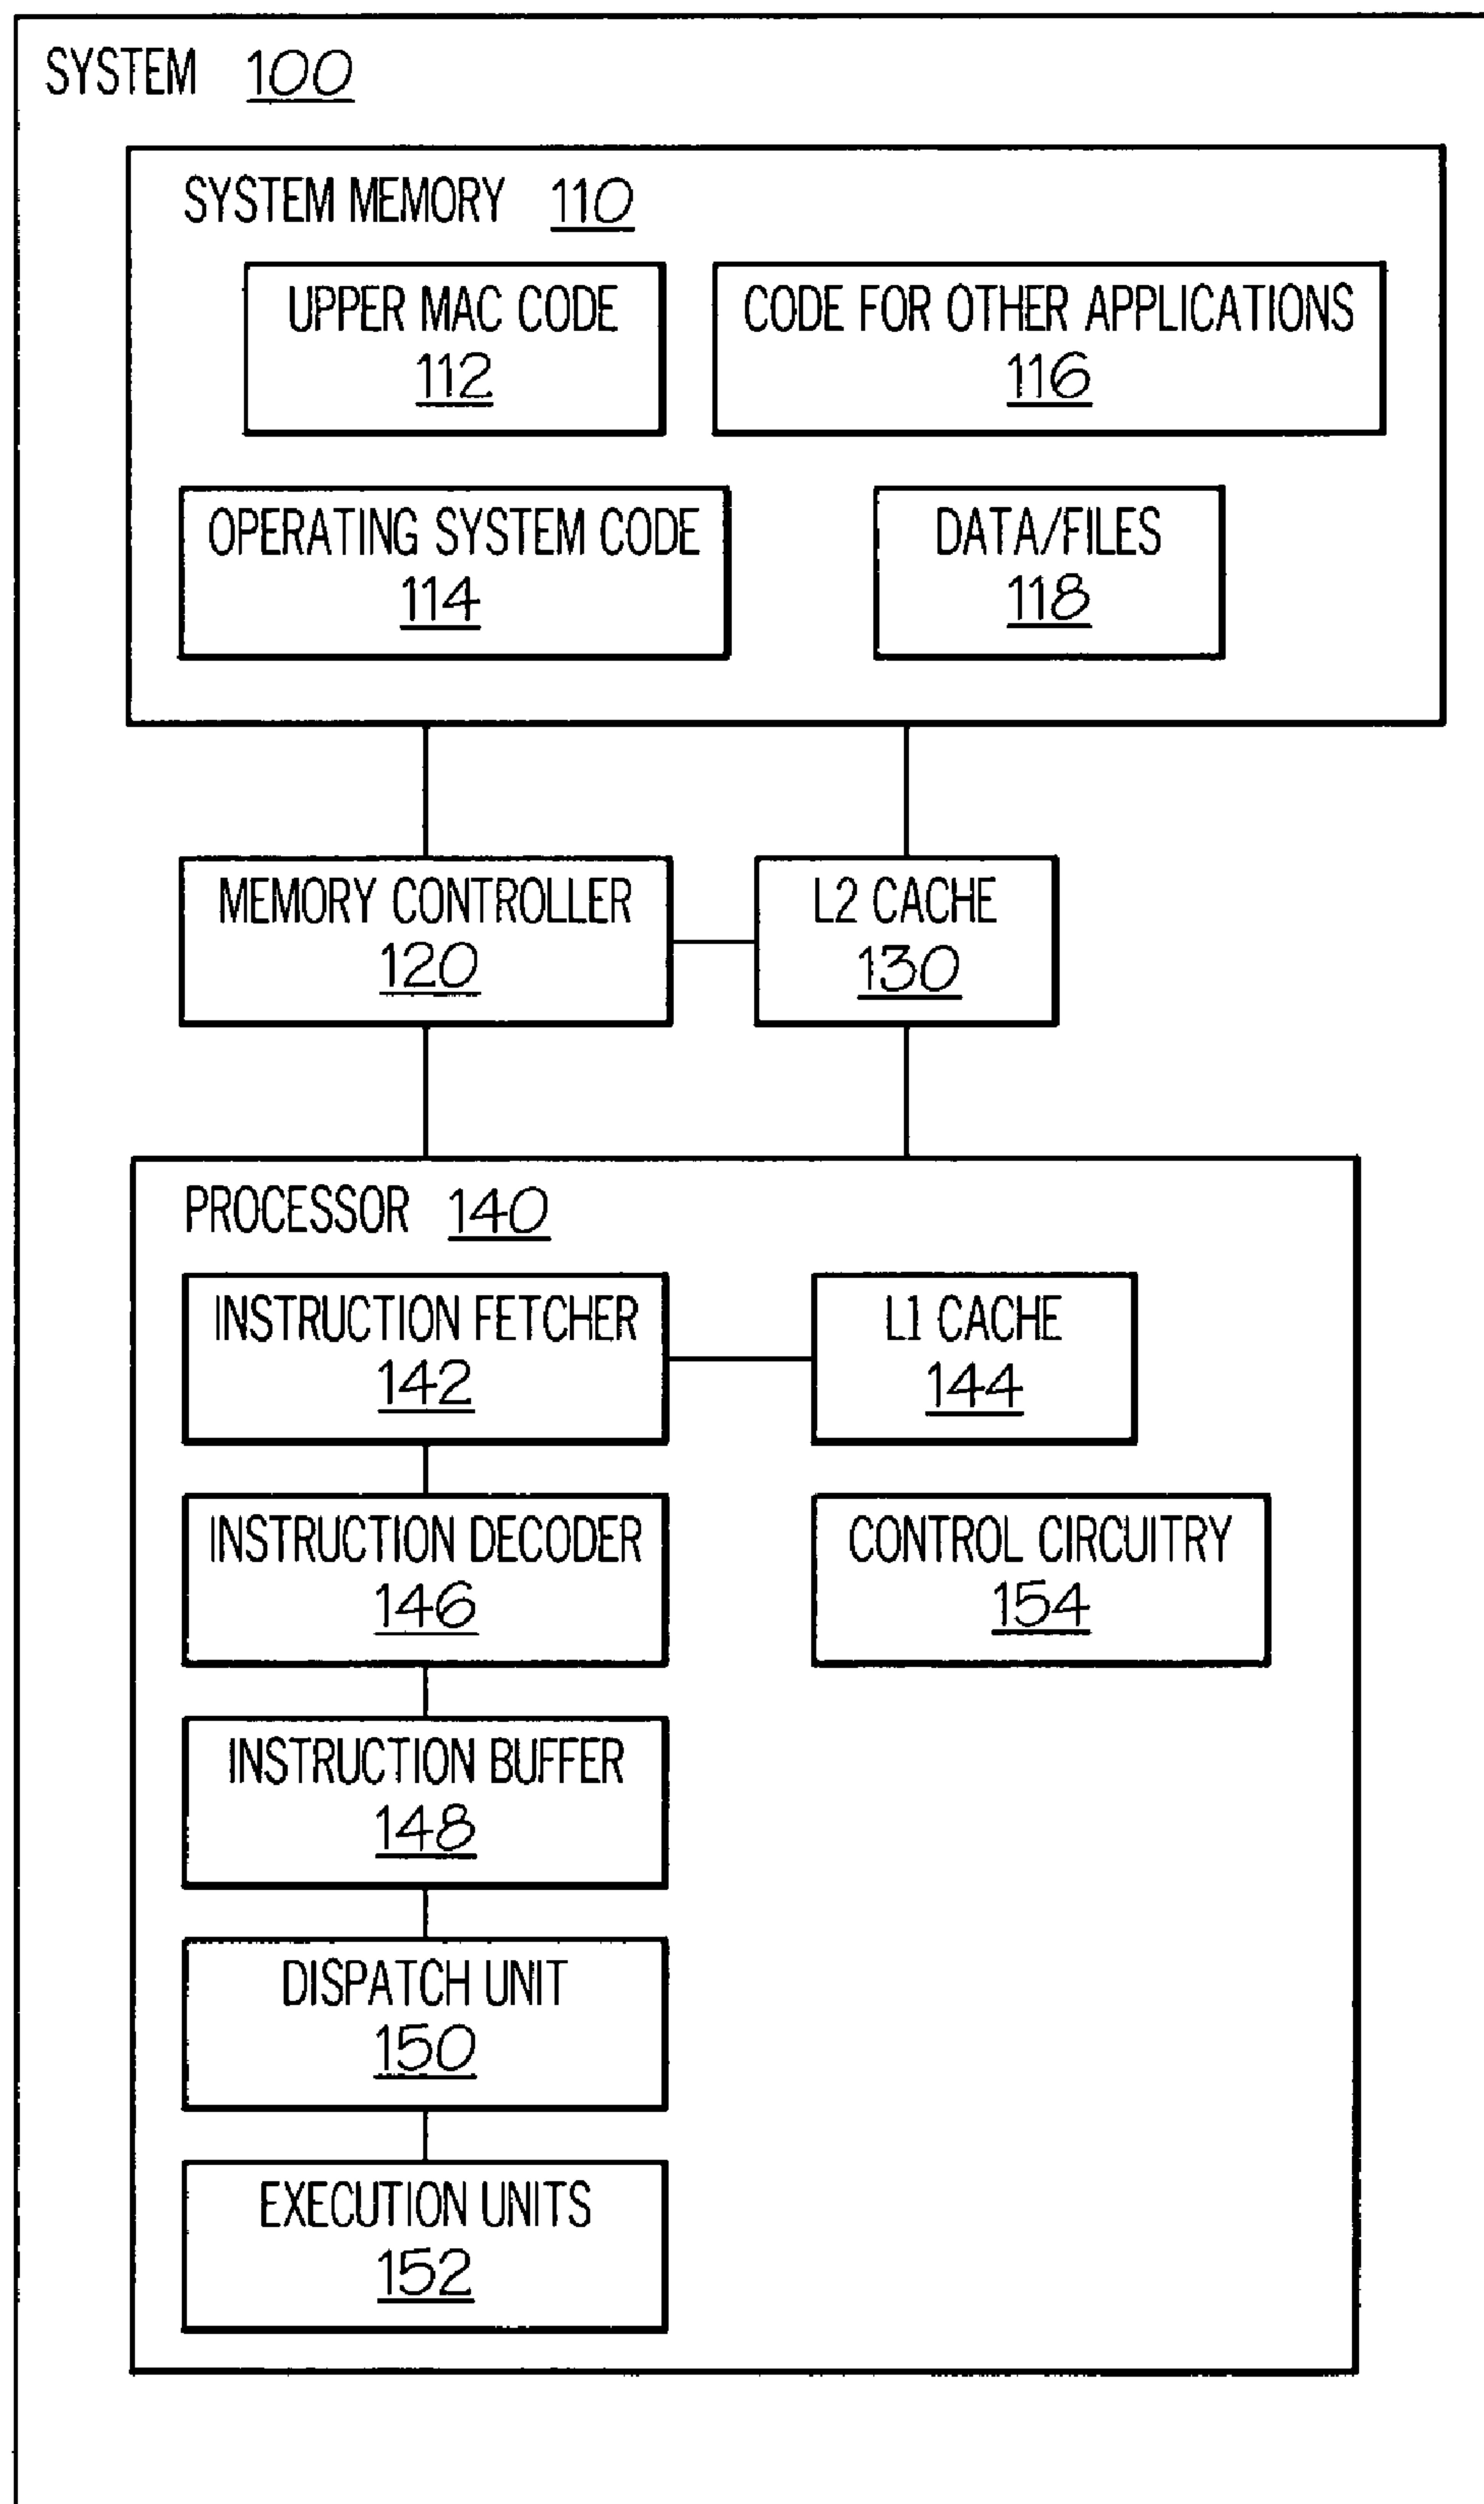 SYSTEM 100
SYSTEM MEMORY 110
UPPER MAC CODE
112
CODE FOR OTHER APPLICATIONS
116
OPERATING SYSTEM CODE
114
DATA/FILES
118
MEMORY CONTROLLER
120
L2 CACHE
130
PROCESSOR 140
INSTRUCTION FETCHER
142
L1 CACHE
144
INSTRUCTION DECODER
146
CONTROL CIRCUITRY
154
INSTRUCTION BUFFER
148
DISPATCH UNIT
150
EXECUTION UNITS
152